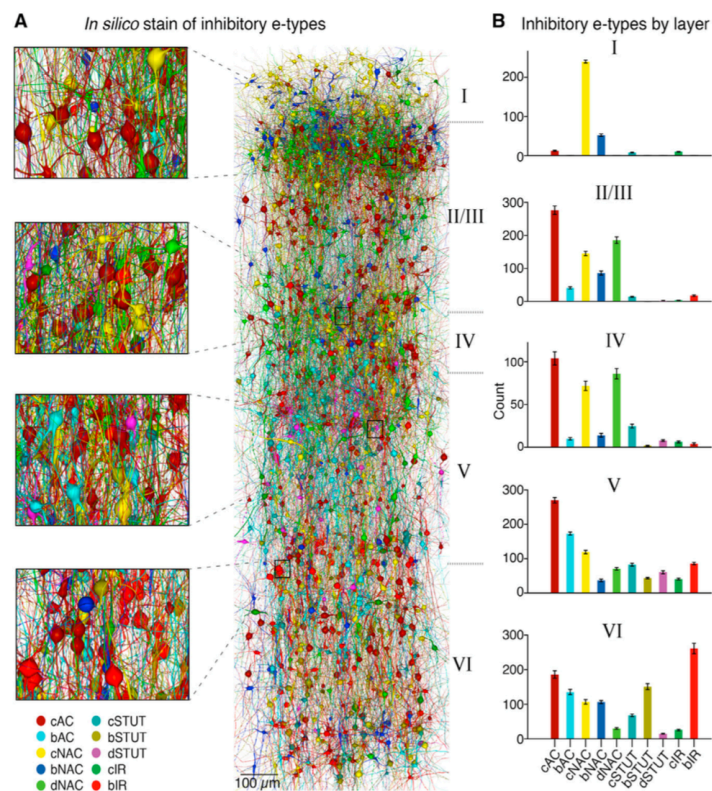 A
In silico stain of inhibitory e-types
B
Inhibitory e-types by layer
I
II/III
IV
V
VI
100 µm
cAC
bAC
cNAC
bNAC
dNAC
cSTUT
bSTUT
dSTUT
cIR
bIR
Count
I
200
100
0
II/III
300
200
100
0
IV
100
50
0
V
300
200
100
0
VI
300
200
100
0
cAC
bAC
cNAC
bNAC
dNAC
cSTUT
bSTUT
dSTUT
cIR
bIR